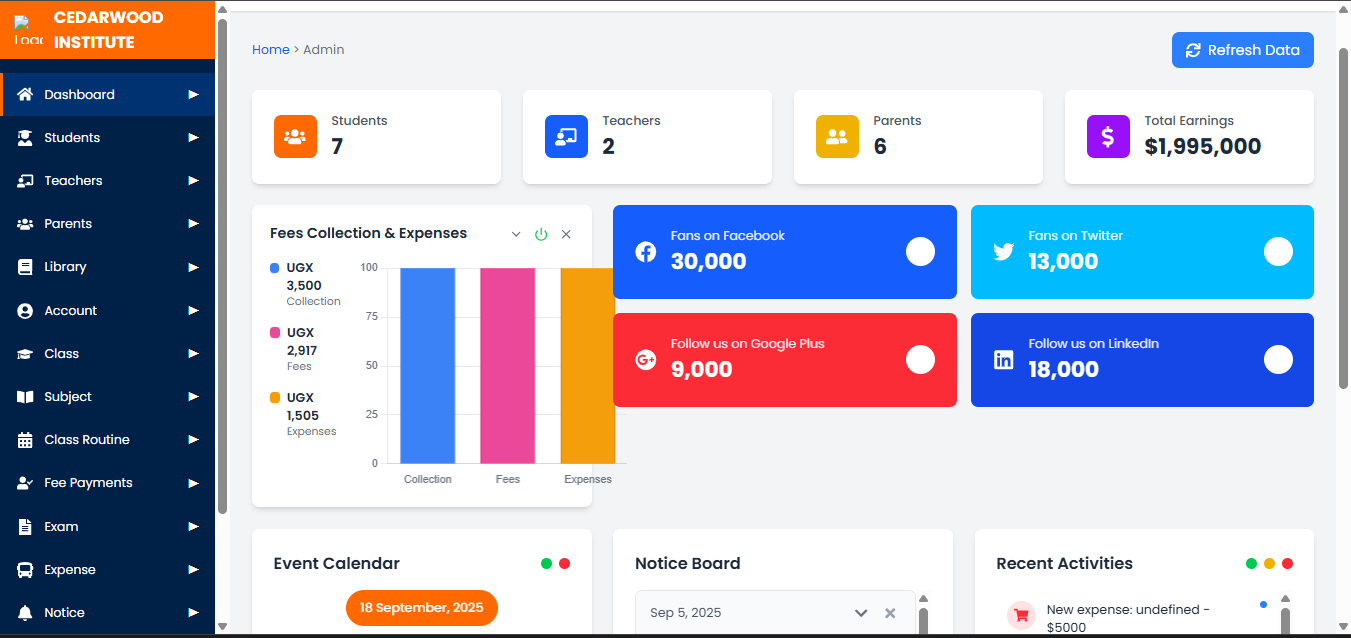 Logo
CEDARWOOD
INSTITUTE
Dashboard
Students
Teachers
Parents
Library
Account
Class
Subject
Class Routine
Fee Payments
Exam
Expense
Notice
Home > Admin
Refresh Data
Students
7
Teachers
2
Parents
6
Total Earnings
$1,995,000
Fees Collection & Expenses
UGX
3,500
Collection
UGX
2,917
Fees
UGX
1,505
Expenses
100
75
50
25
0
Collection
Fees
Expenses
Fans on Facebook
30,000
Fans on Twitter
13,000
Follow us on Google Plus
9,000
Follow us on LinkedIn
18,000
Event Calendar
18 September, 2025
Notice Board
Sep 5, 2025
Recent Activities
New expense: undefined -
$5000